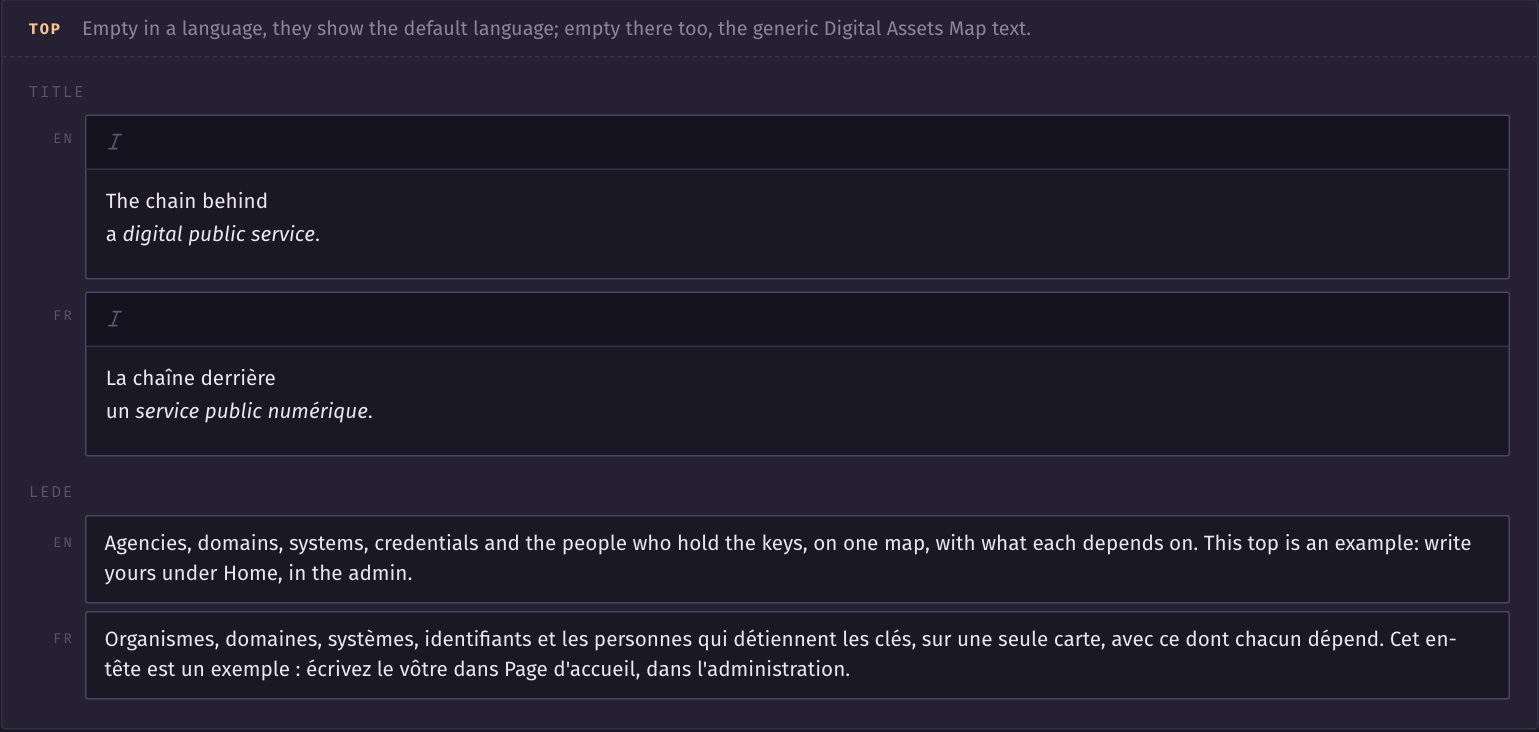 TOP Empty in a language, they show the default language; empty there too, the generic Digital Assets Map text.
TITLE
EN
I
The chain behind
a digital public service.
FR
I
La chaîne derrière
un service public numérique.
LEDE
EN
Agencies, domains, systems, credentials and the people who hold the keys, on one map, with what each depends on. This top is an example: write
yours under Home, in the admin.
FR
Organismes, domaines, systèmes, identifiants et les personnes qui détiennent les clés, sur une seule carte, avec ce dont chacun dépend. Cet en-
tête est un exemple : écrivez le vôtre dans Page d'accueil, dans l'administration.